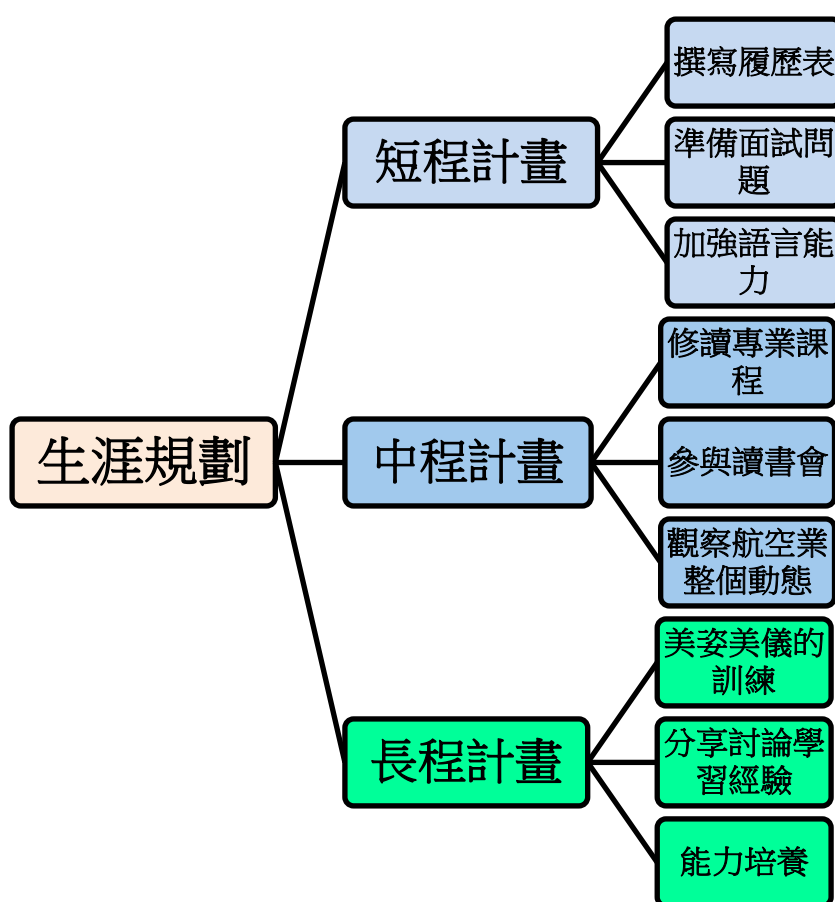 生涯規劃
短程計畫
撰寫履歷表
準備面試問
題
加強語言能
力
中程計畫
修讀專業課
程
參與讀書會
觀察航空業
整個動態
長程計畫
美姿美儀的
訓練
分享討論學
習經驗
能力培養